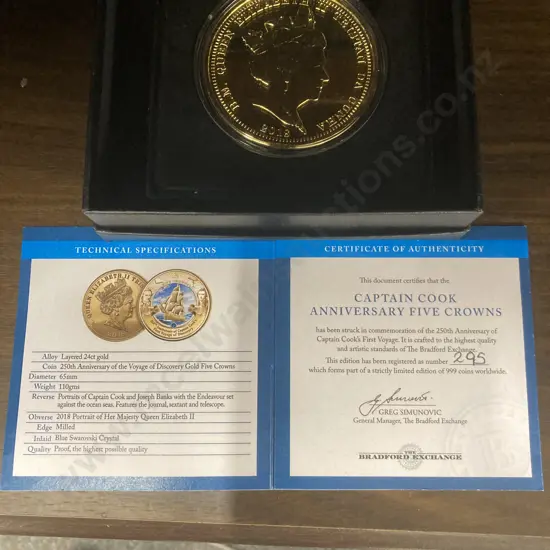 H.M. QUEEN ELIZABETH II TRISTAN DA CUNHA
2018
TECHNICAL SPECIFICATIONS
QUEEN ELIZABETH II
Alloy Layered 24ct gold
Coin 250th Anniversary of the Voyage of Discovery Gold Five Crowns
Diameter 65mm
Weight 110gms
Reverse Portraits of Captain Cook and Joseph Banks with the Endeavour set
against the ocean seas. Features the journal, sextant and telescope.
Obverse 2018 Portrait of Her Majesty Queen Elizabeth II
Edge Milled
Inlaid Blue Swarovski Crystal
Quality Proof, the highest possible quality
CERTIFICATE OF AUTHENTICITY
This document certifies that the
CAPTAIN COOK
ANNIVERSARY FIVE CROWNS
has been struck in commemoration of the 250th Anniversary of
Captain Cook's First Voyage. It is crafted to the highest quality
and artistic standards of The Bradford Exchange.
This edition has been registered as number 295
which forms part of a strictly limited edition of 999 coins worldwide.
G Simunovic
GREG SIMUNOVIC
General Manager, The Bradford Exchange
THE
BRADFORD EXCHANGE